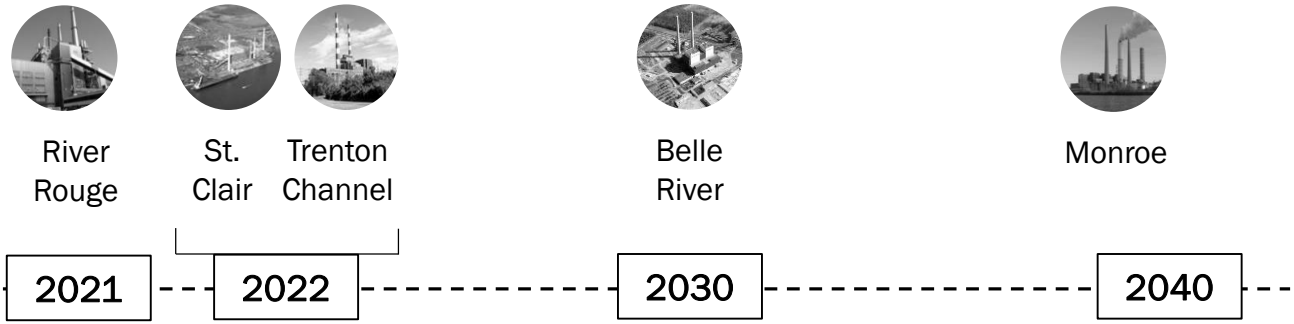 River
Rouge
St.
Clair
Trenton
Channel
Belle
River
Monroe
2021
2022
2030
2040